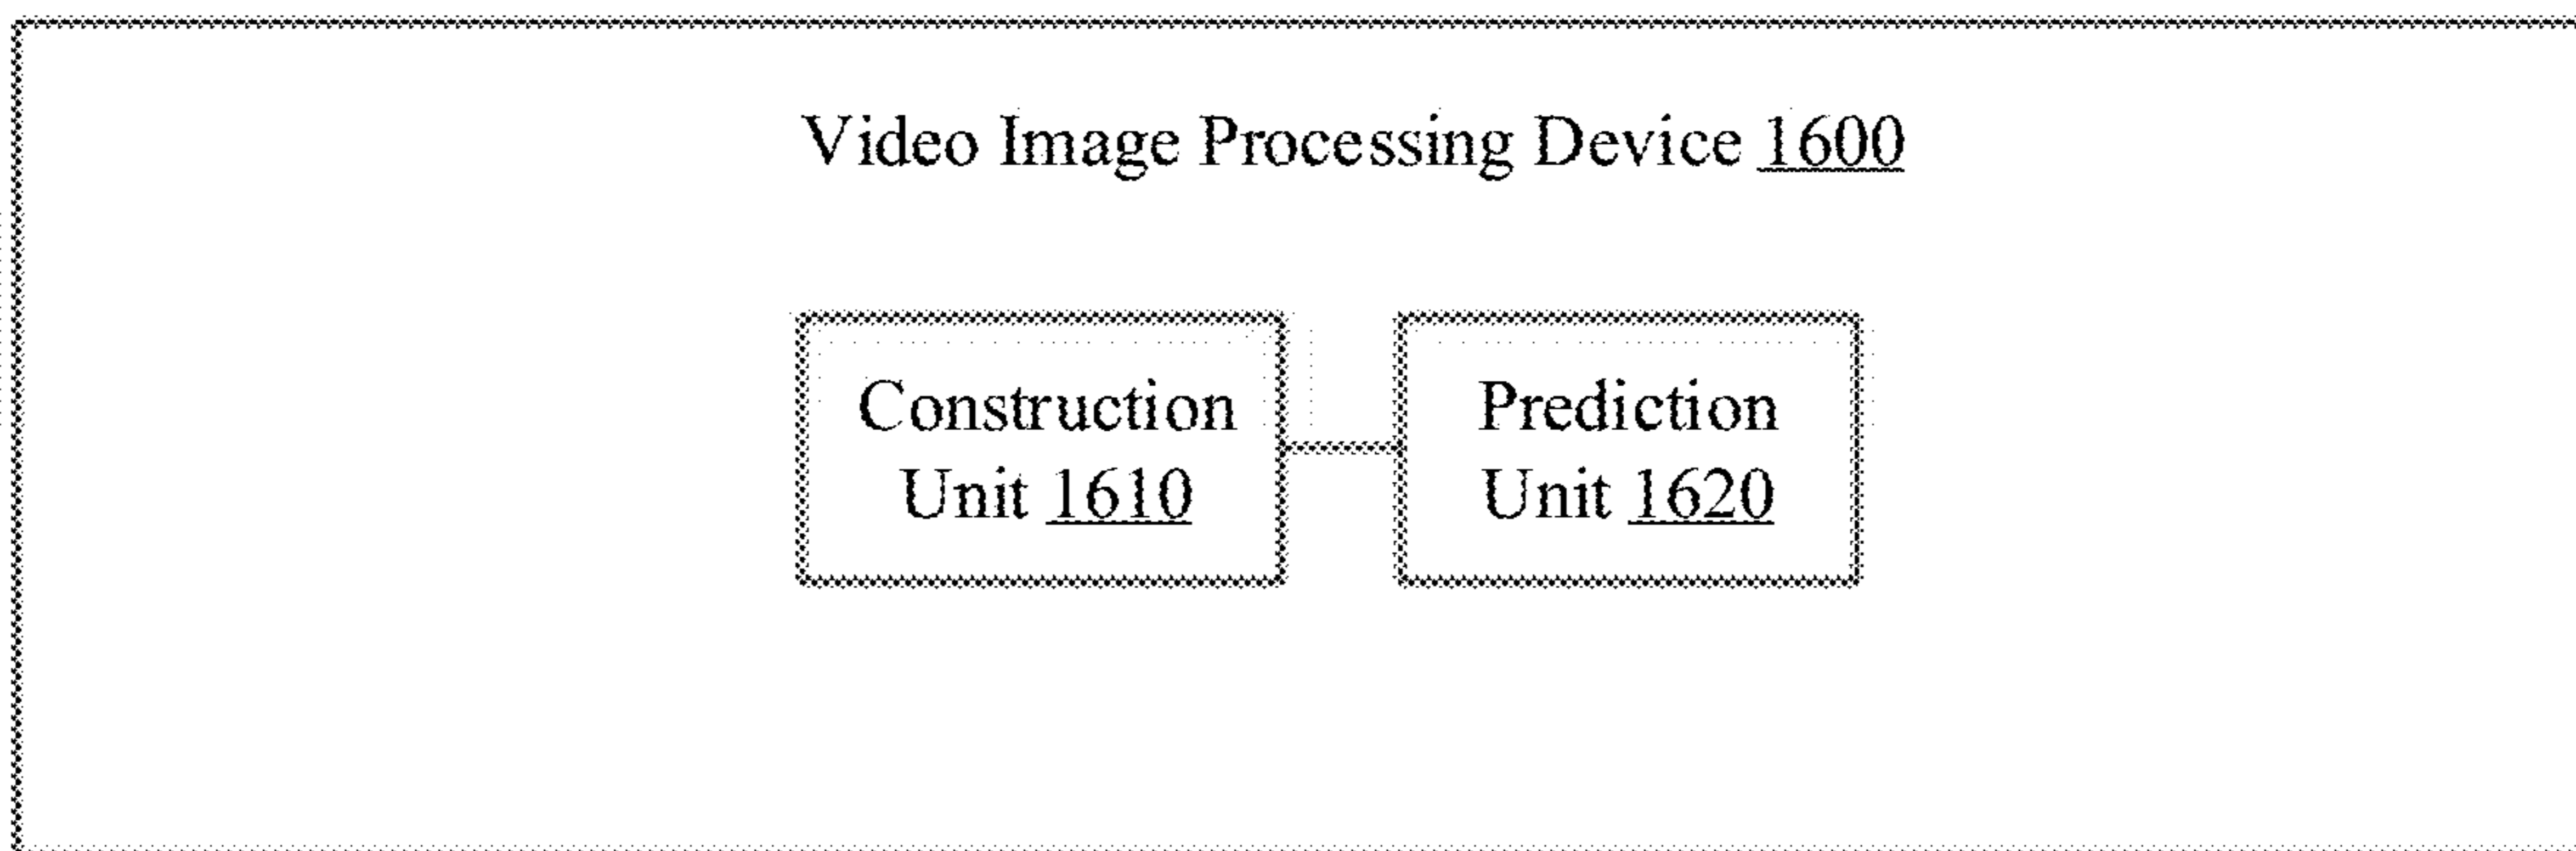 Video Image Processing Device 1600
Construction
Unit 1610
Prediction
Unit 1620